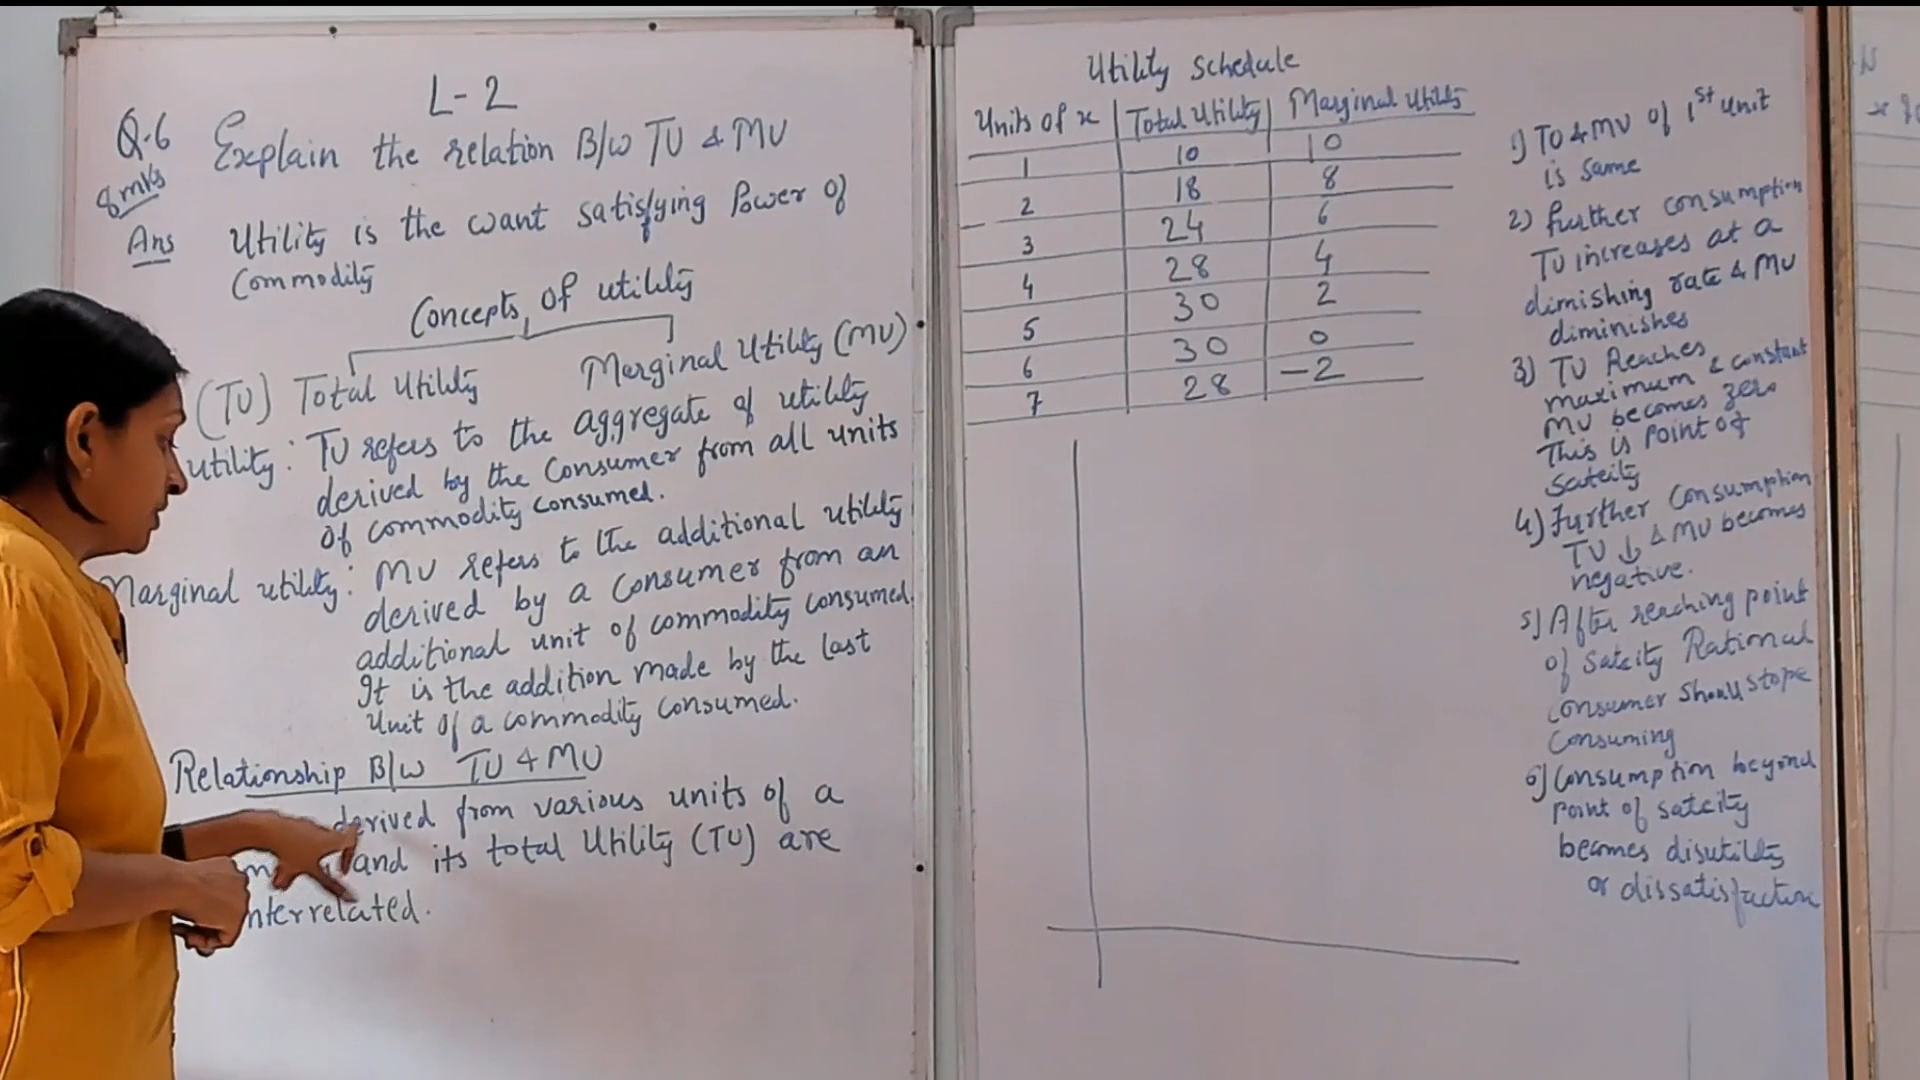 L-2
Q.6 Explain the relation B/w TU & MU
8mks
Ans Utility is the want satisfying Power of
Commodity
Concepts of utility
(TU) Total Utility Marginal Utility (MU)
utility: TU refers to the aggregate of utility
derived by the Consumer from all units
of commodity consumed.
Marginal utility: MU refers to the additional utility
derived by a Consumer from an
additional unit of commodity consumed.
It is the addition made by the last
Unit of a commodity consumed.
Relationship B/w TU & MU
derived from various units of a
and its total Utility (TU) are
nterrelated.
Utility Schedule
Units of x Total Utility Marginal Utility
1 10 10
2 18 8
3 24 6
4 28 4
5 30 2
6 30 0
7 28 -2
1) TU & MU of 1st unit
is same
2) further consumption
TU increases at a
dimishing rate & MU
diminishes
3) TU Reaches
maximum & constant
MU becomes zero
This is point of
Sateity
4) Further Consumption
TU ↓ & MU becomes
negative.
5) After reaching point
of sateity Rational
Consumer should stope
Consuming
6) Consumption beyond
point of sateity
becomes disutility
or dissatisfaction